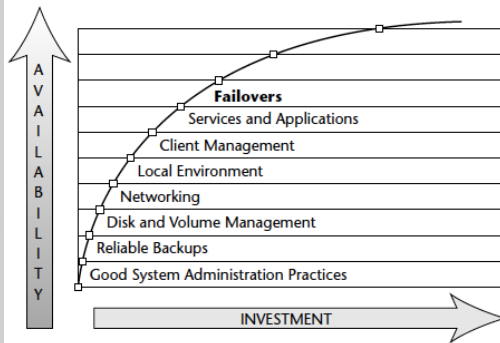 AVAILABILITY
Failovers
Services and Applications
Client Management
Local Environment
Networking
Disk and Volume Management
Reliable Backups
Good System Administration Practices
INVESTMENT